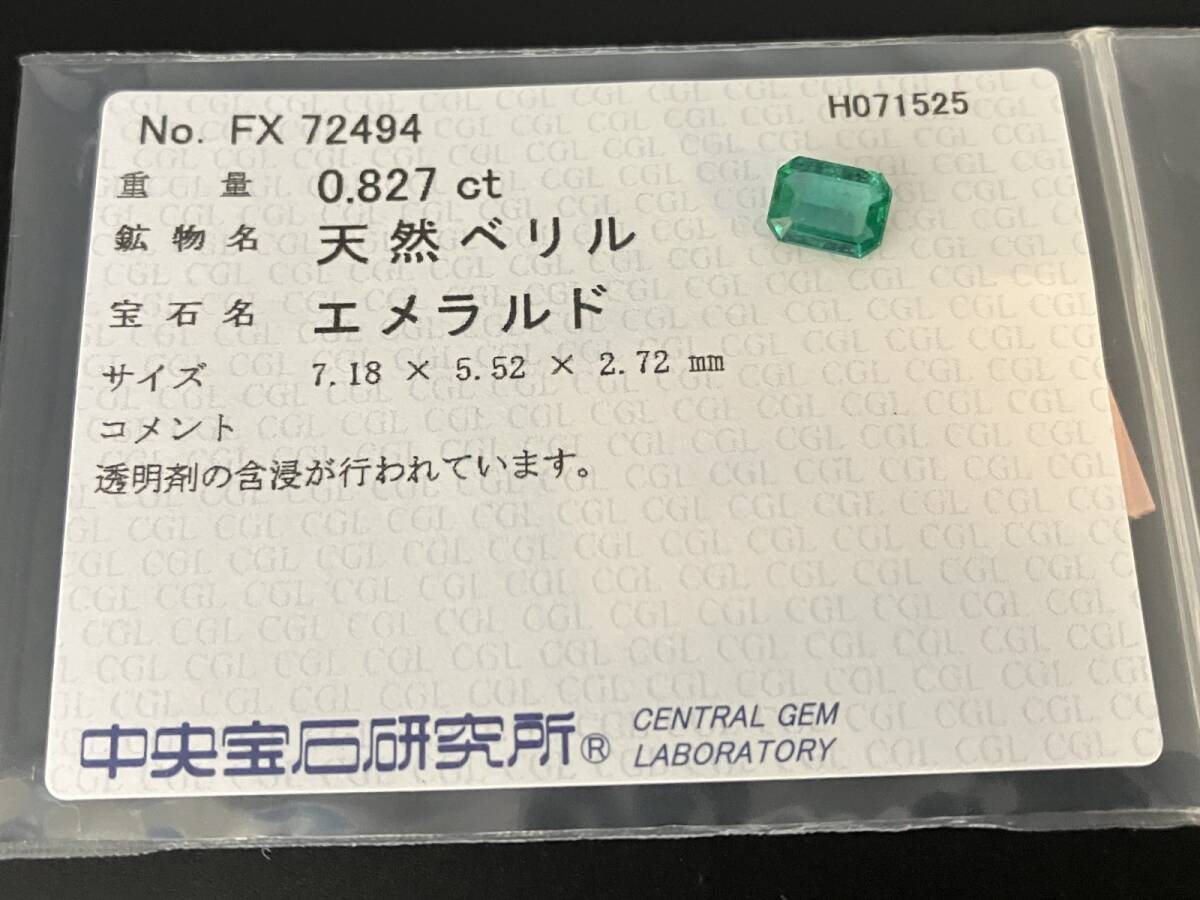 No. FX 72494
H071525
重量 0.827 ct
鉱物名 天然ベリル
宝石名 エメラルド
サイズ 7.18 × 5.52 × 2.72 mm
コメント
透明剤の含浸が行われています。
中央宝石研究所® CENTRAL GEM
LABORATORY